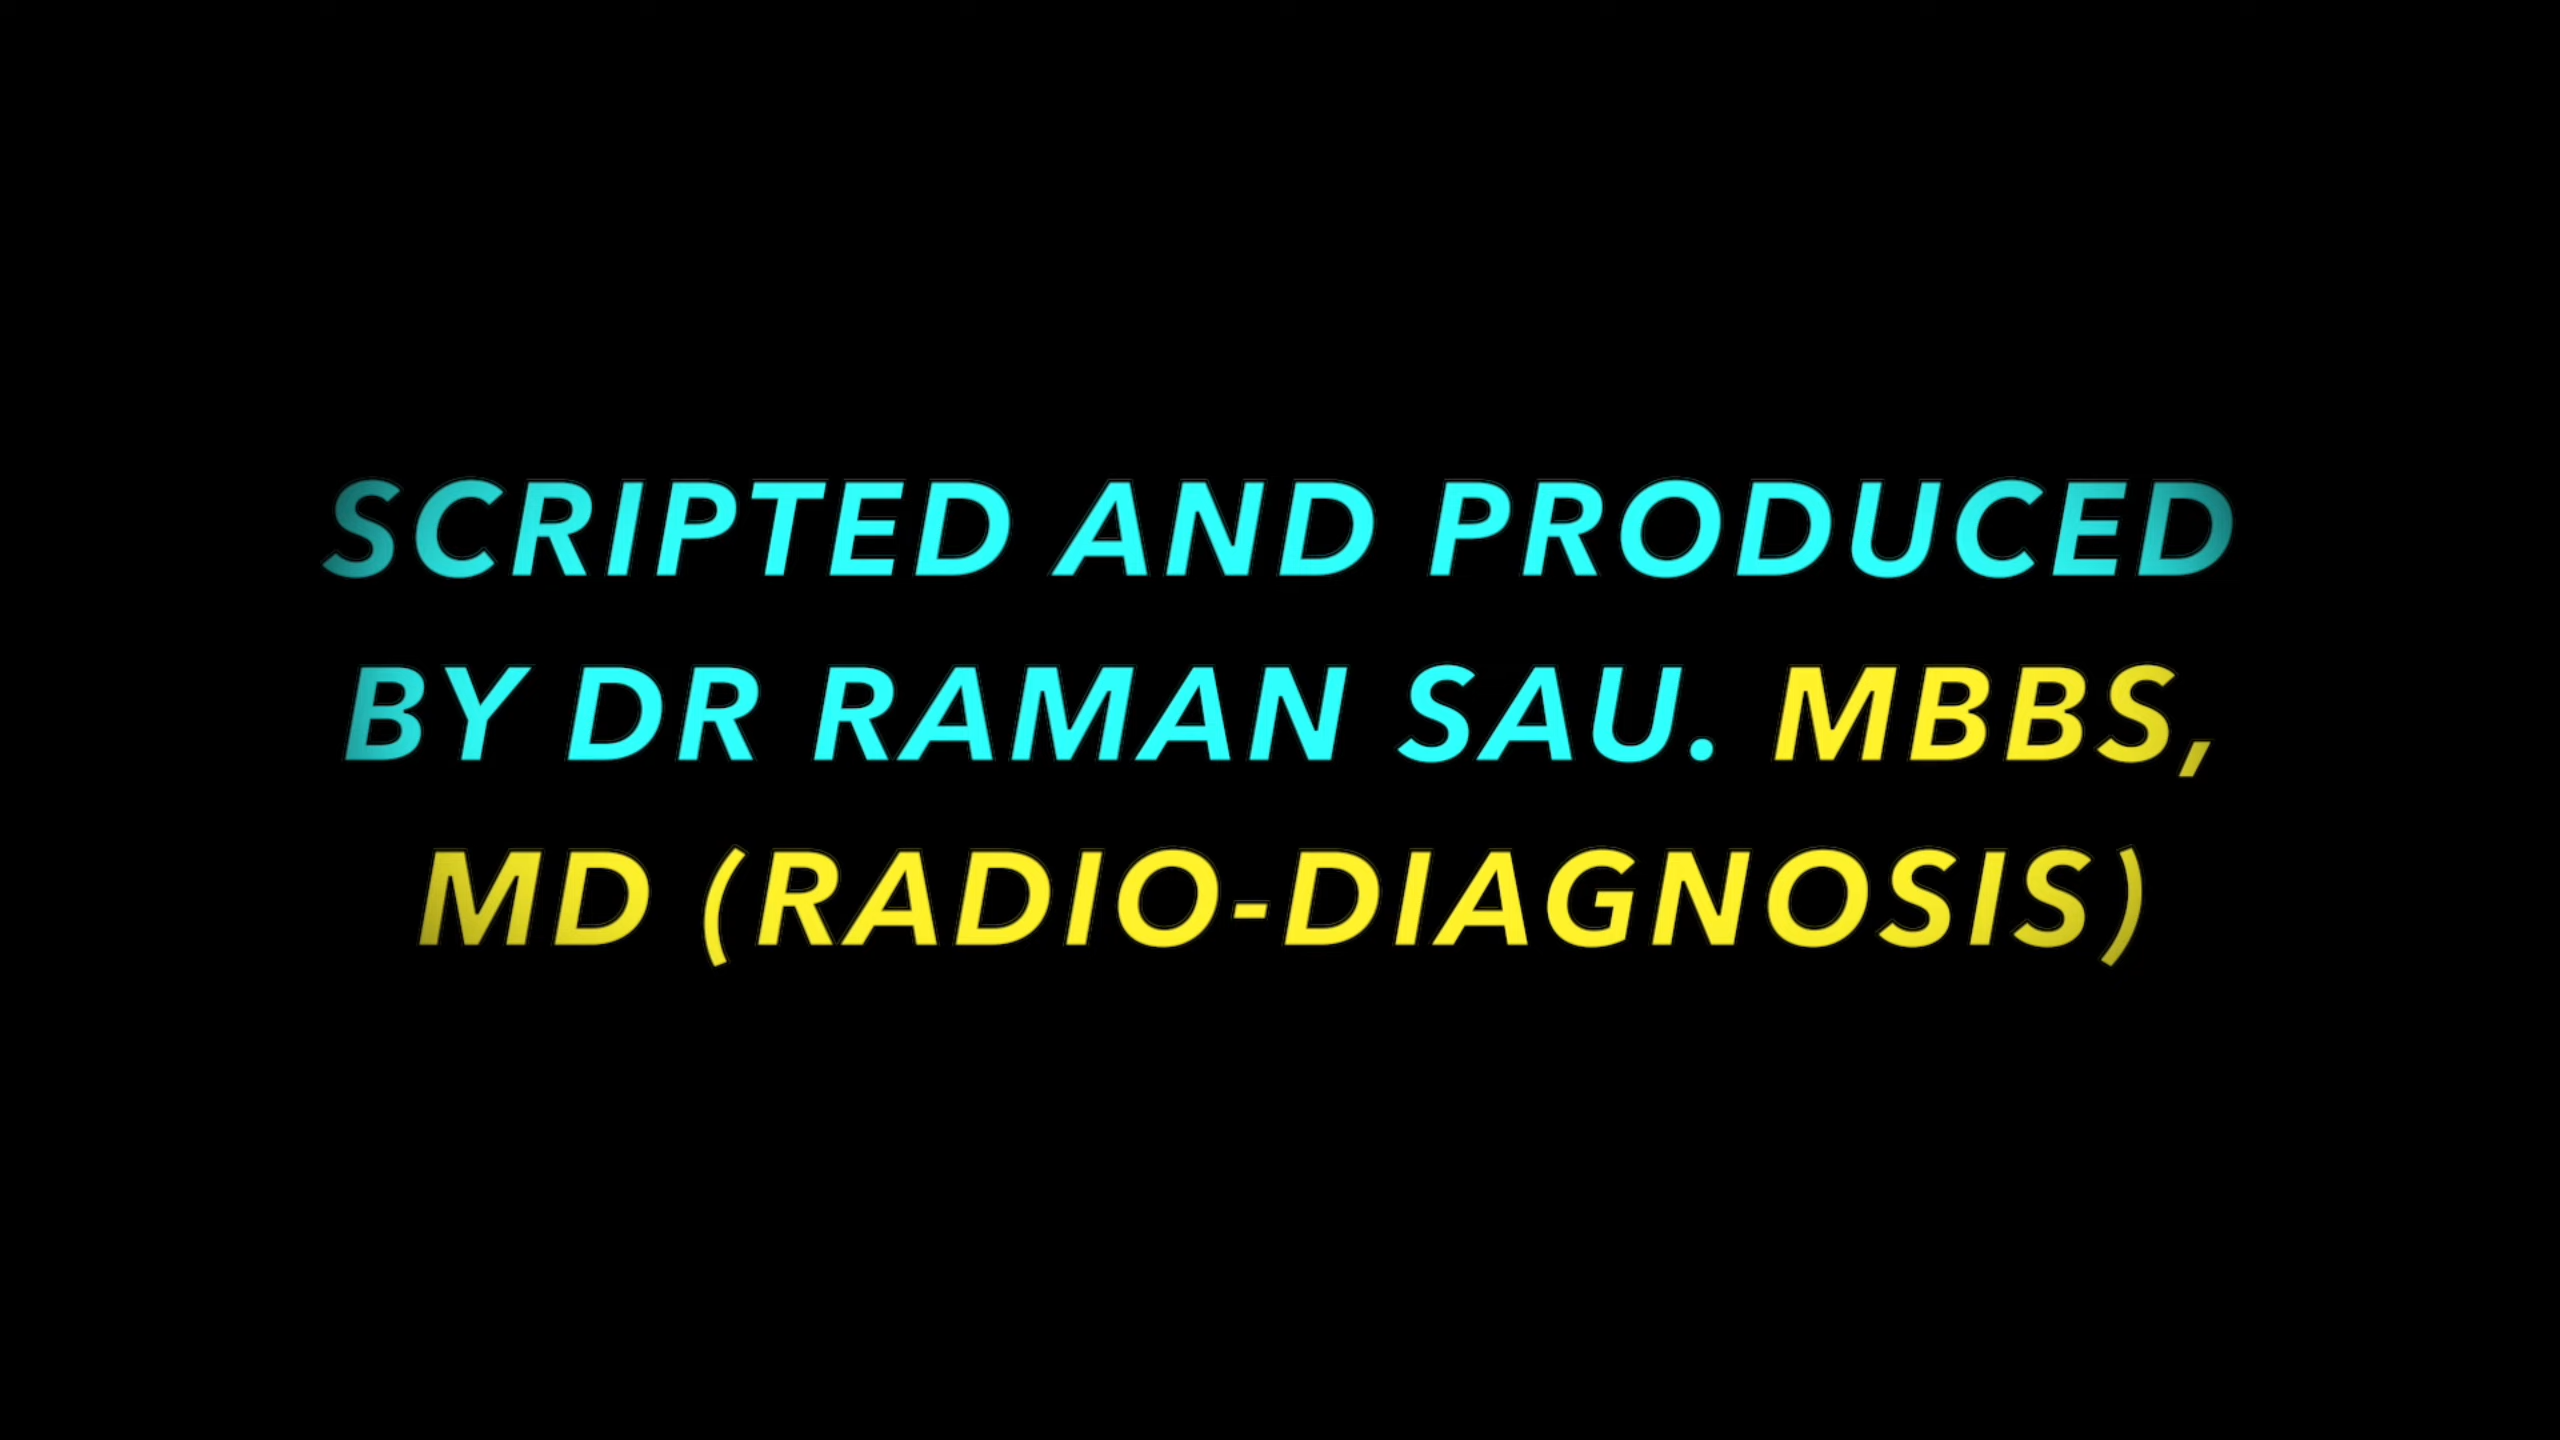 SCRIPTED AND PRODUCED
BY DR RAMAN SAU. MBBS,
MD (RADIO-DIAGNOSIS)